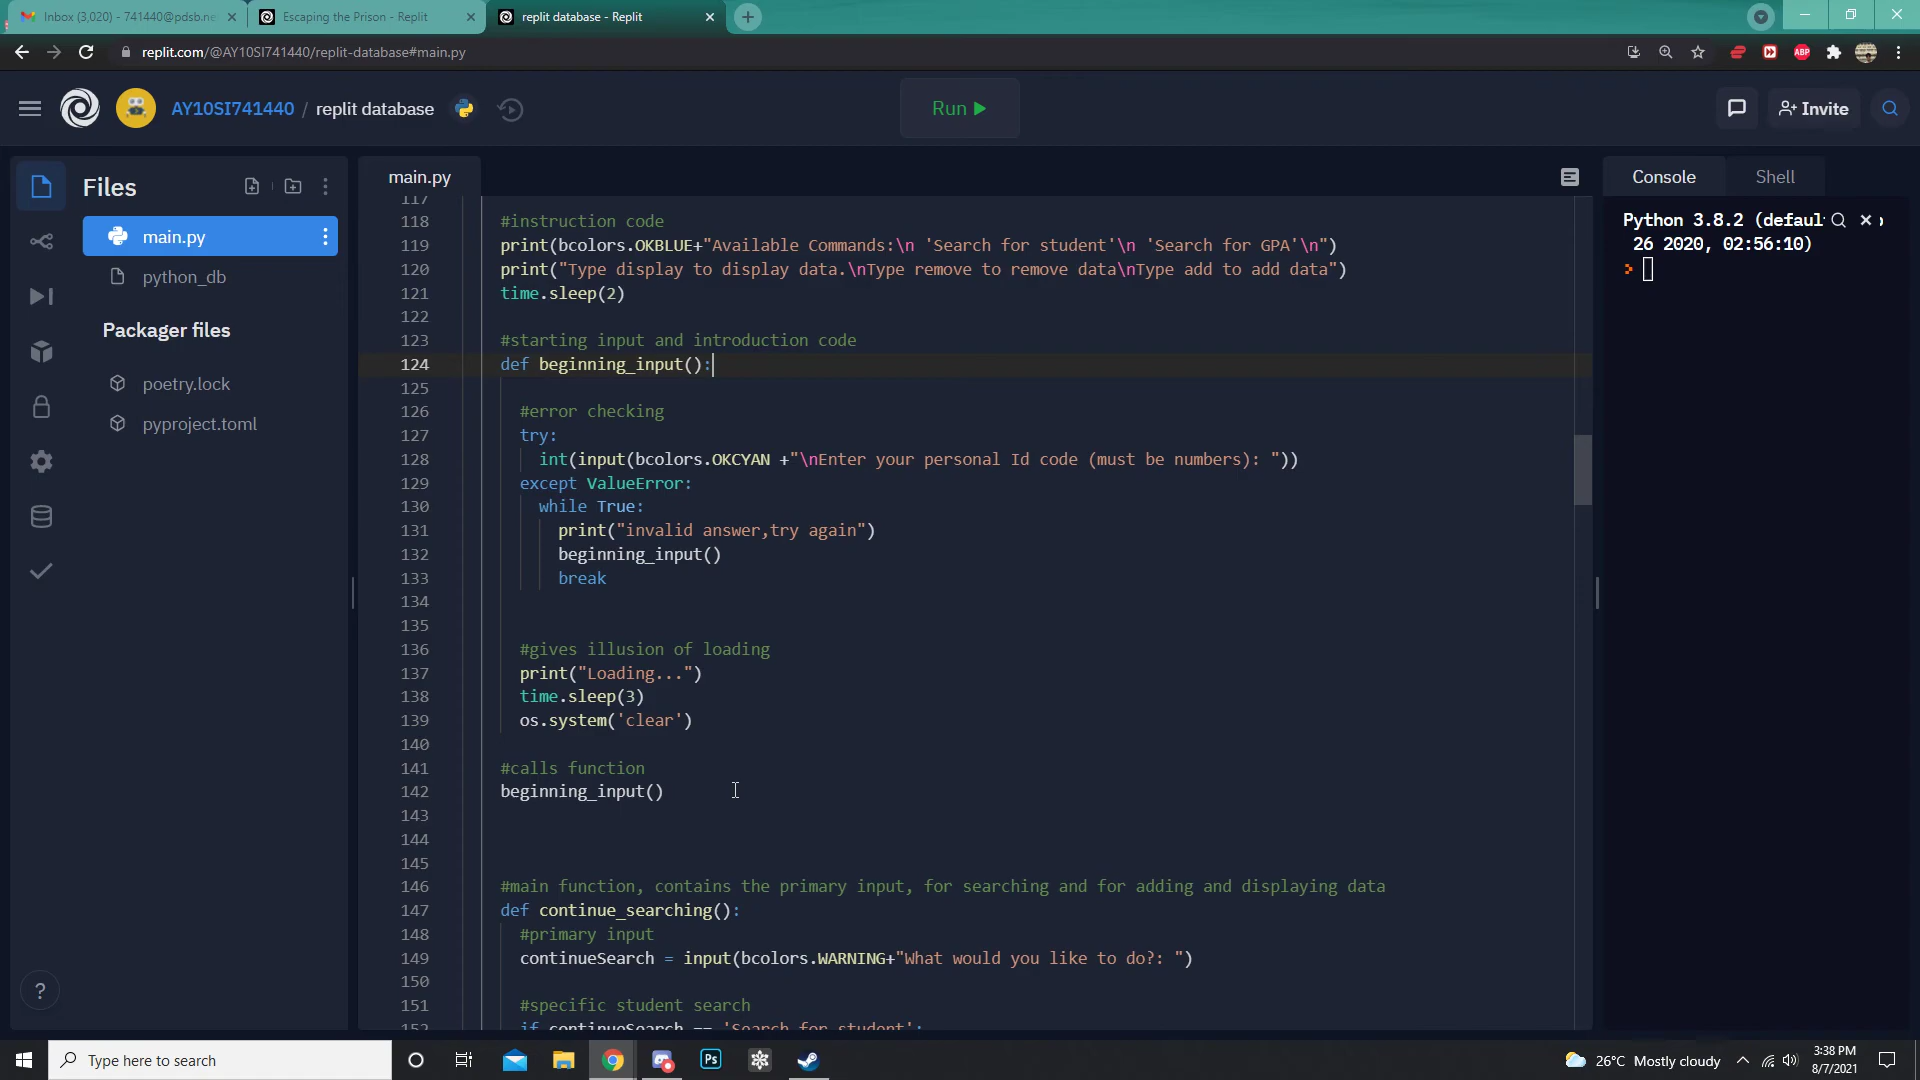 Inbox (3,020) - 741440@pdsb.ne
Escaping the Prison - Replit
replit database - Replit
replit.com/@AY10SI741440/replit-database#main.py
ABP
AY10SI741440 / replit database
Run
Invite
Files
main.py
python_db
Packager files
poetry.lock
pyproject.toml
main.py
117
118 #instruction code
119 print(bcolors.OKBLUE+"Available Commands:\n 'Search for student'\n 'Search for GPA'\n")
120 print("Type display to display data.\nType remove to remove data\nType add to add data")
121 time.sleep(2)
122
123 #starting input and introduction code
124 def beginning_input():
125
126 #error checking
127 try:
128 int(input(bcolors.OKCYAN +"\nEnter your personal Id code (must be numbers): "))
129 except ValueError:
130 while True:
131 print("invalid answer,try again")
132 beginning_input()
133 break
134
135
136 #gives illusion of loading
137 print("Loading...")
138 time.sleep(3)
139 os.system('clear')
140
141 #calls function
142 beginning_input()
143
144
145
146 #main function, contains the primary input, for searching and for adding and displaying data
147 def continue_searching():
148 #primary input
149 continueSearch = input(bcolors.WARNING+"What would you like to do?: ")
150
151 #specific student search
152 if continueSearch == 'Search for student':
Console
Shell
Python 3.8.2 (defaul
26 2020, 02:56:10)
>
?
Type here to search
Ps
26°C Mostly cloudy
3:38 PM
8/7/2021